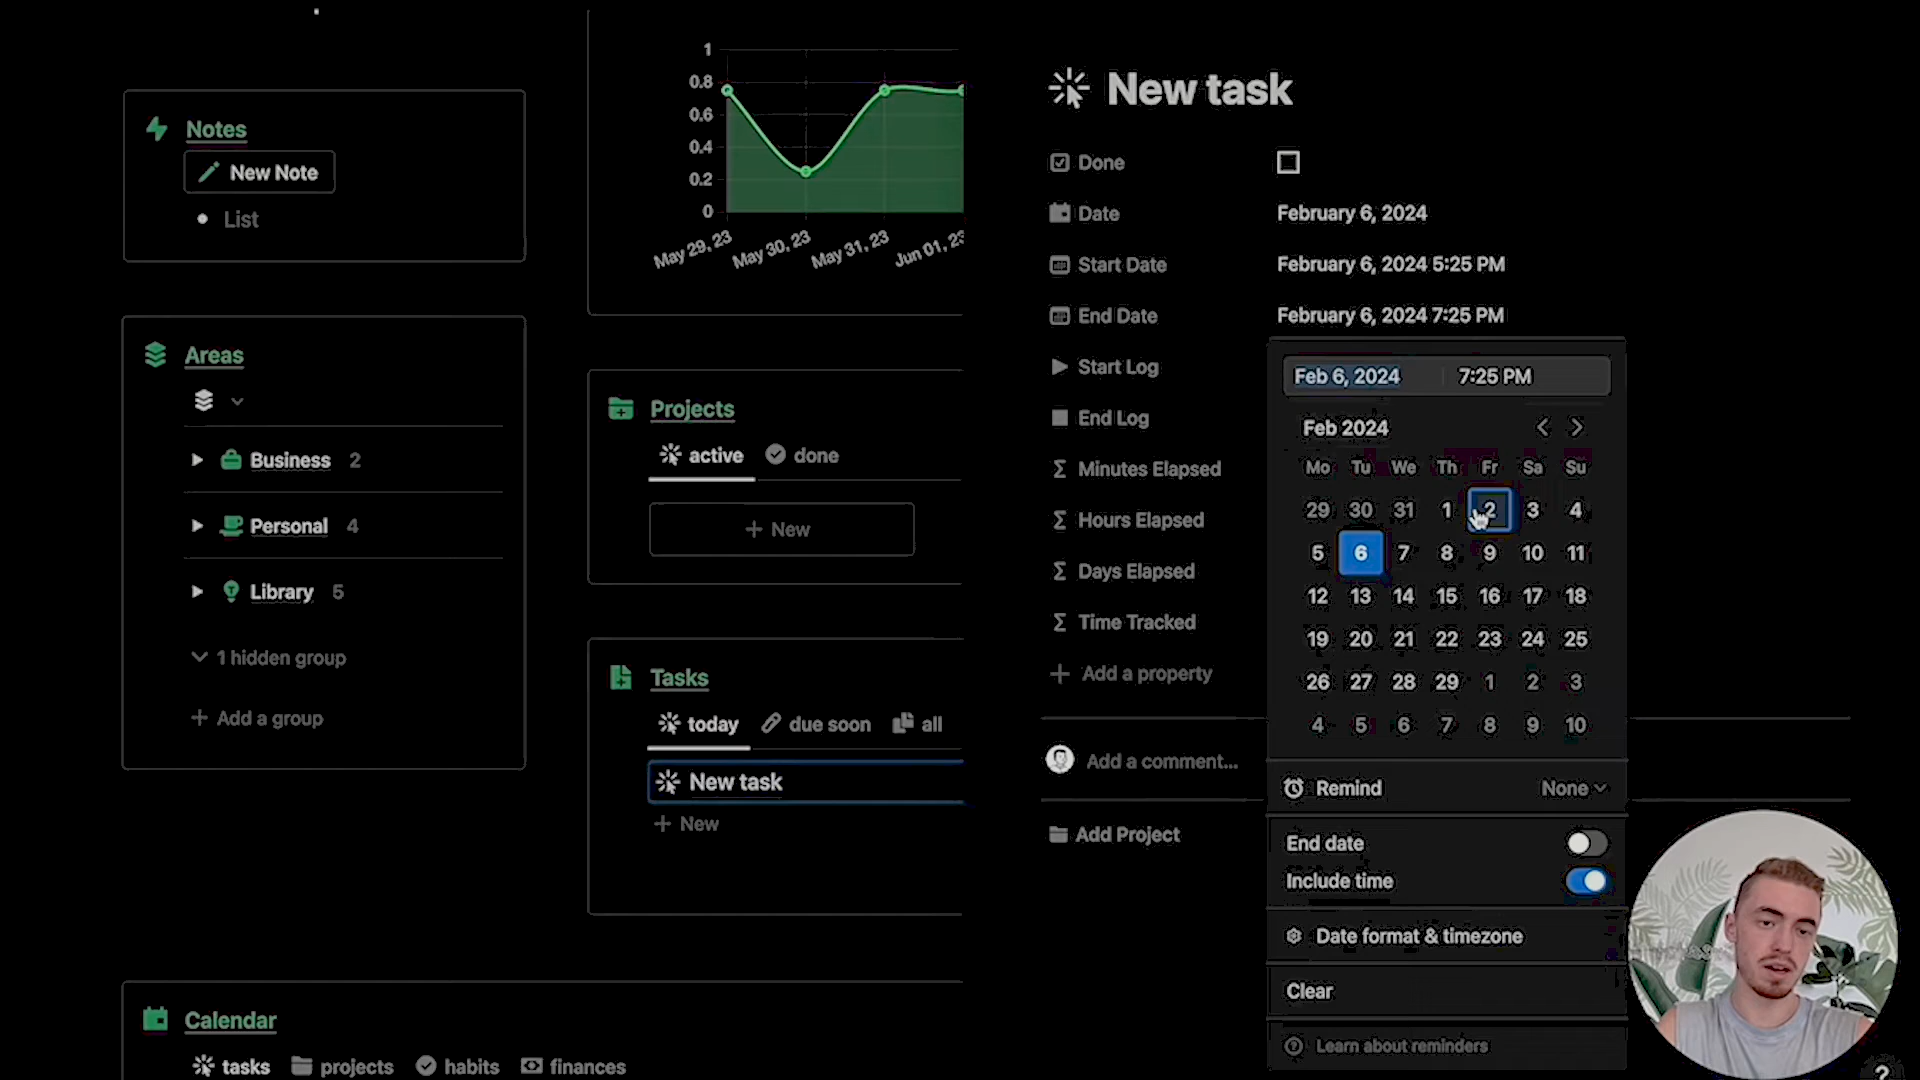 Notes
New Note
List
Areas
Business 2
Personal 4
Library 5
1 hidden group
Add a group
1
0.8
0.6
0.4
0.2
0
May 29, 23
May 30, 23
May 31, 23
Jun 01, 23
Projects
active done
+ New
Tasks
today due soon all
New task
+ New
Calendar
tasks projects habits finances
New task
Done
Date February 6, 2024
Start Date February 6, 2024 5:25 PM
End Date February 6, 2024 7:25 PM
Start Log
End Log
Minutes Elapsed
Hours Elapsed
Days Elapsed
Time Tracked
+ Add a property
Add a comment...
Add Project
Feb 6, 2024 7:25 PM
Feb 2024
Mo Tu We Th Fr Sa Su
29 30 31 1 2 3 4
5 6 7 8 9 10 11
12 13 14 15 16 17 18
19 20 21 22 23 24 25
26 27 28 29 1 2 3
4 5 6 7 8 9 10
Remind None
End date
Include time
Date format & timezone
Clear
Learn about reminders
?